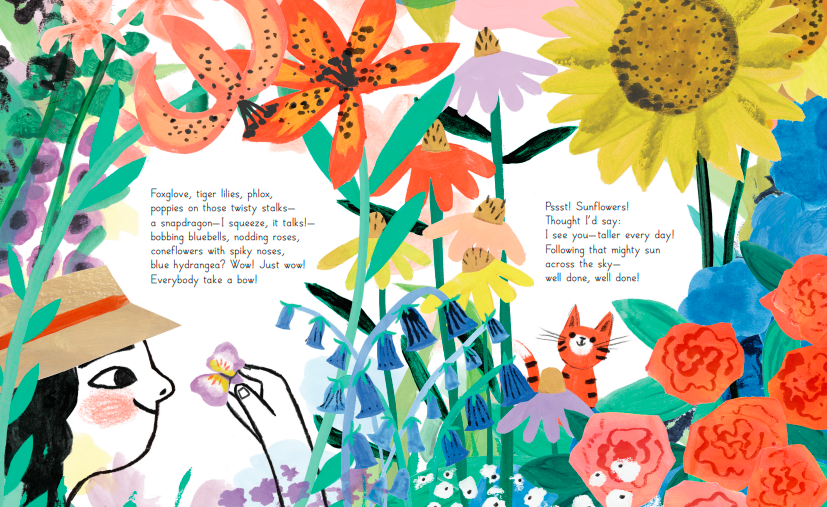 Foxglove, tiger lilies, phlox,
poppies on those twisty stalks—
a snapdragon—I squeeze, it talks!—
bobbing bluebells, nodding roses,
coneflowers with spiky noses,
blue hydrangea? Wow! Just wow!
Everybody take a bow!
Pssst! Sunflowers!
Thought I'd say:
I see you—taller every day!
Following that mighty sun
across the sky—
well done, well done!